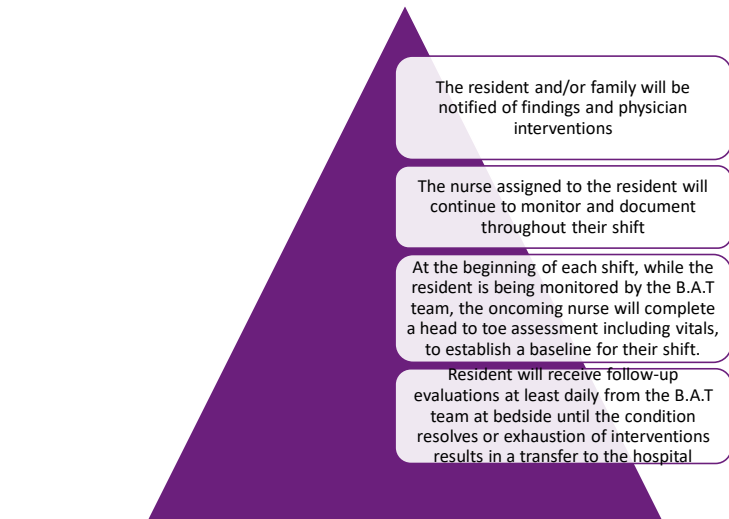 The resident and/or family will be
notified of findings and physician
interventions
The nurse assigned to the resident will
continue to monitor and document
throughout their shift
At the beginning of each shift, while the
resident is being monitored by the B.A.T
team, the oncoming nurse will complete
a head to toe assessment including vitals,
to establish a baseline for their shift.
Resident will receive follow-up
evaluations at least daily from the B.A.T
team at bedside until the condition
resolves or exhaustion of interventions
results in a transfer to the hospital